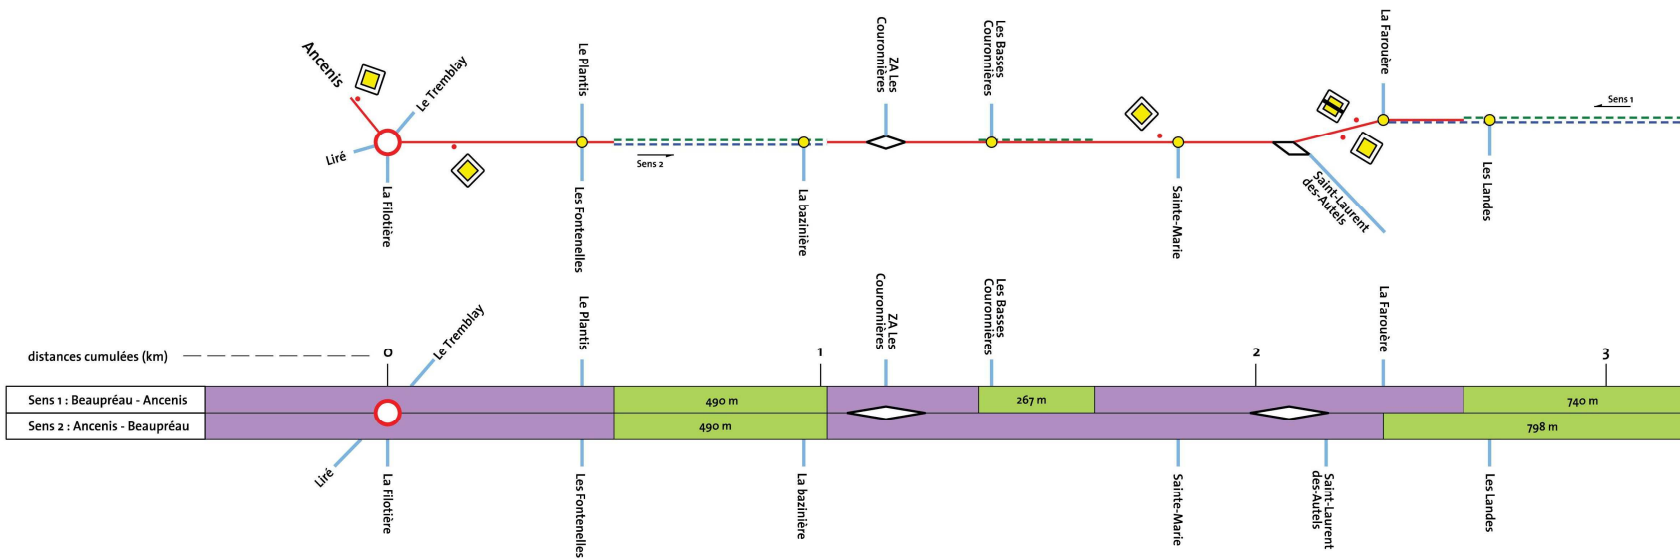 Ancenis
Le Tremblay
Liré
La Filotière
Le Plantis
Les Fontenelles
Sens 2
La bazinière
ZA Les
Couronnières
Les Basses
Couronnières
Sainte-Marie
Saint-Laurent
des-Autels
La Farouère
Les Landes
Sens 1
distances cumulées (km)
0
Le Tremblay
Le Plantis
1
ZA Les
Couronnières
Les Basses
Couronnières
2
La Farouère
3
Sens 1 : Beaupréau - Ancenis
490 m
267 m
740 m
Sens 2 : Ancenis - Beaupréau
490 m
798 m
Liré
La Filotière
Les Fontenelles
La bazinière
Sainte-Marie
Saint-Laurent
des-Autels
Les Landes